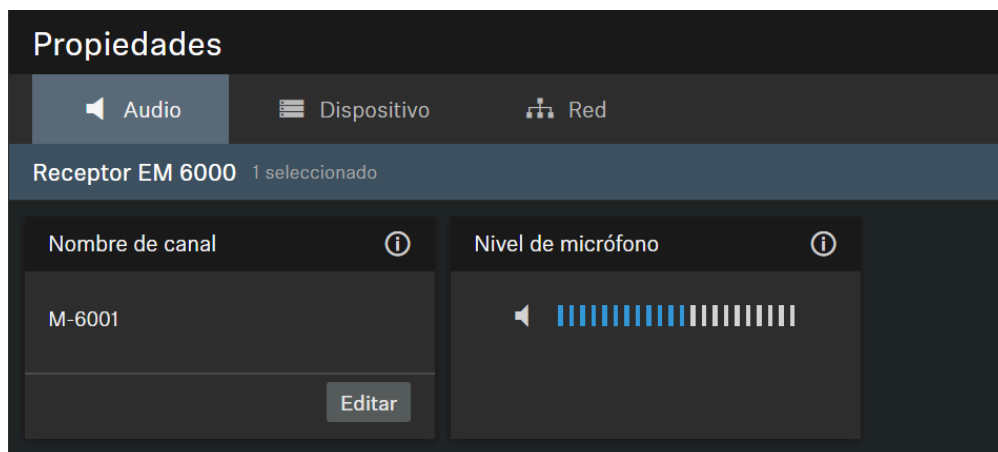 Propiedades
Audio Dispositivo Red
Receptor EM 6000 1 seleccionado
Nombre de canal Nivel de micrófono
M-6001
Editar